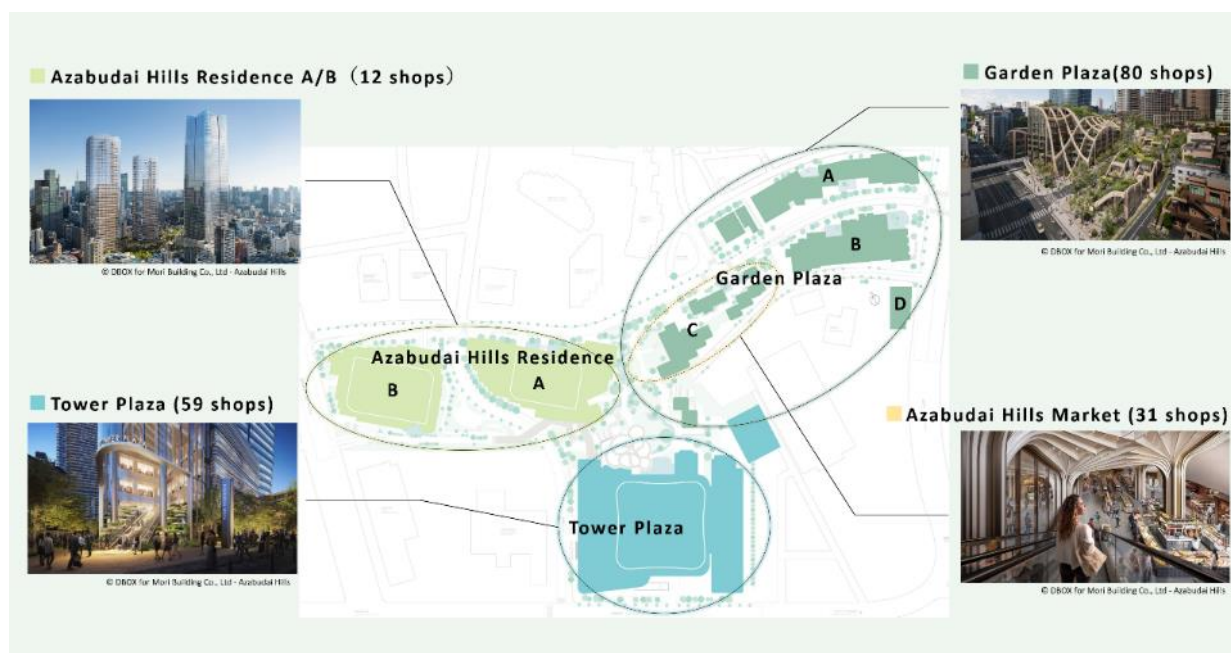 Azabudai Hills Residence A/B（12 shops）
© DBOX for Mori Building Co., Ltd - Azabudai Hills
Tower Plaza (59 shops)
© DBOX for Mori Building Co., Ltd - Azabudai Hills
A
B
Garden Plaza
D
C
Azabudai Hills Residence
B
A
Tower Plaza
Garden Plaza(80 shops)
© DBOX for Mori Building Co., Ltd - Azabudai Hills
Azabudai Hills Market (31 shops)
© DBOX for Mori Building Co., Ltd - Azabudai Hills